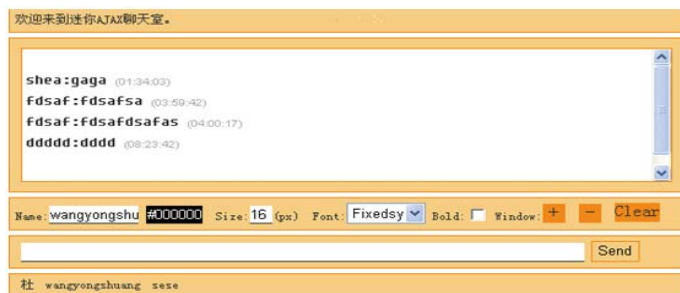 欢迎来到迷你AJAX聊天室。
shea:gaga (01:34:03)
fdsaf:fdsafsa (03:59:42)
fdsaf:fdsafdsafas (04:00:17)
ddddd:dddd (08:23:42)
Name: wangyongshu #000000 Size: 16 (px) Font: Fixedsy Bold: Window: + - Clear
Send
杜 wangyongshuang sese